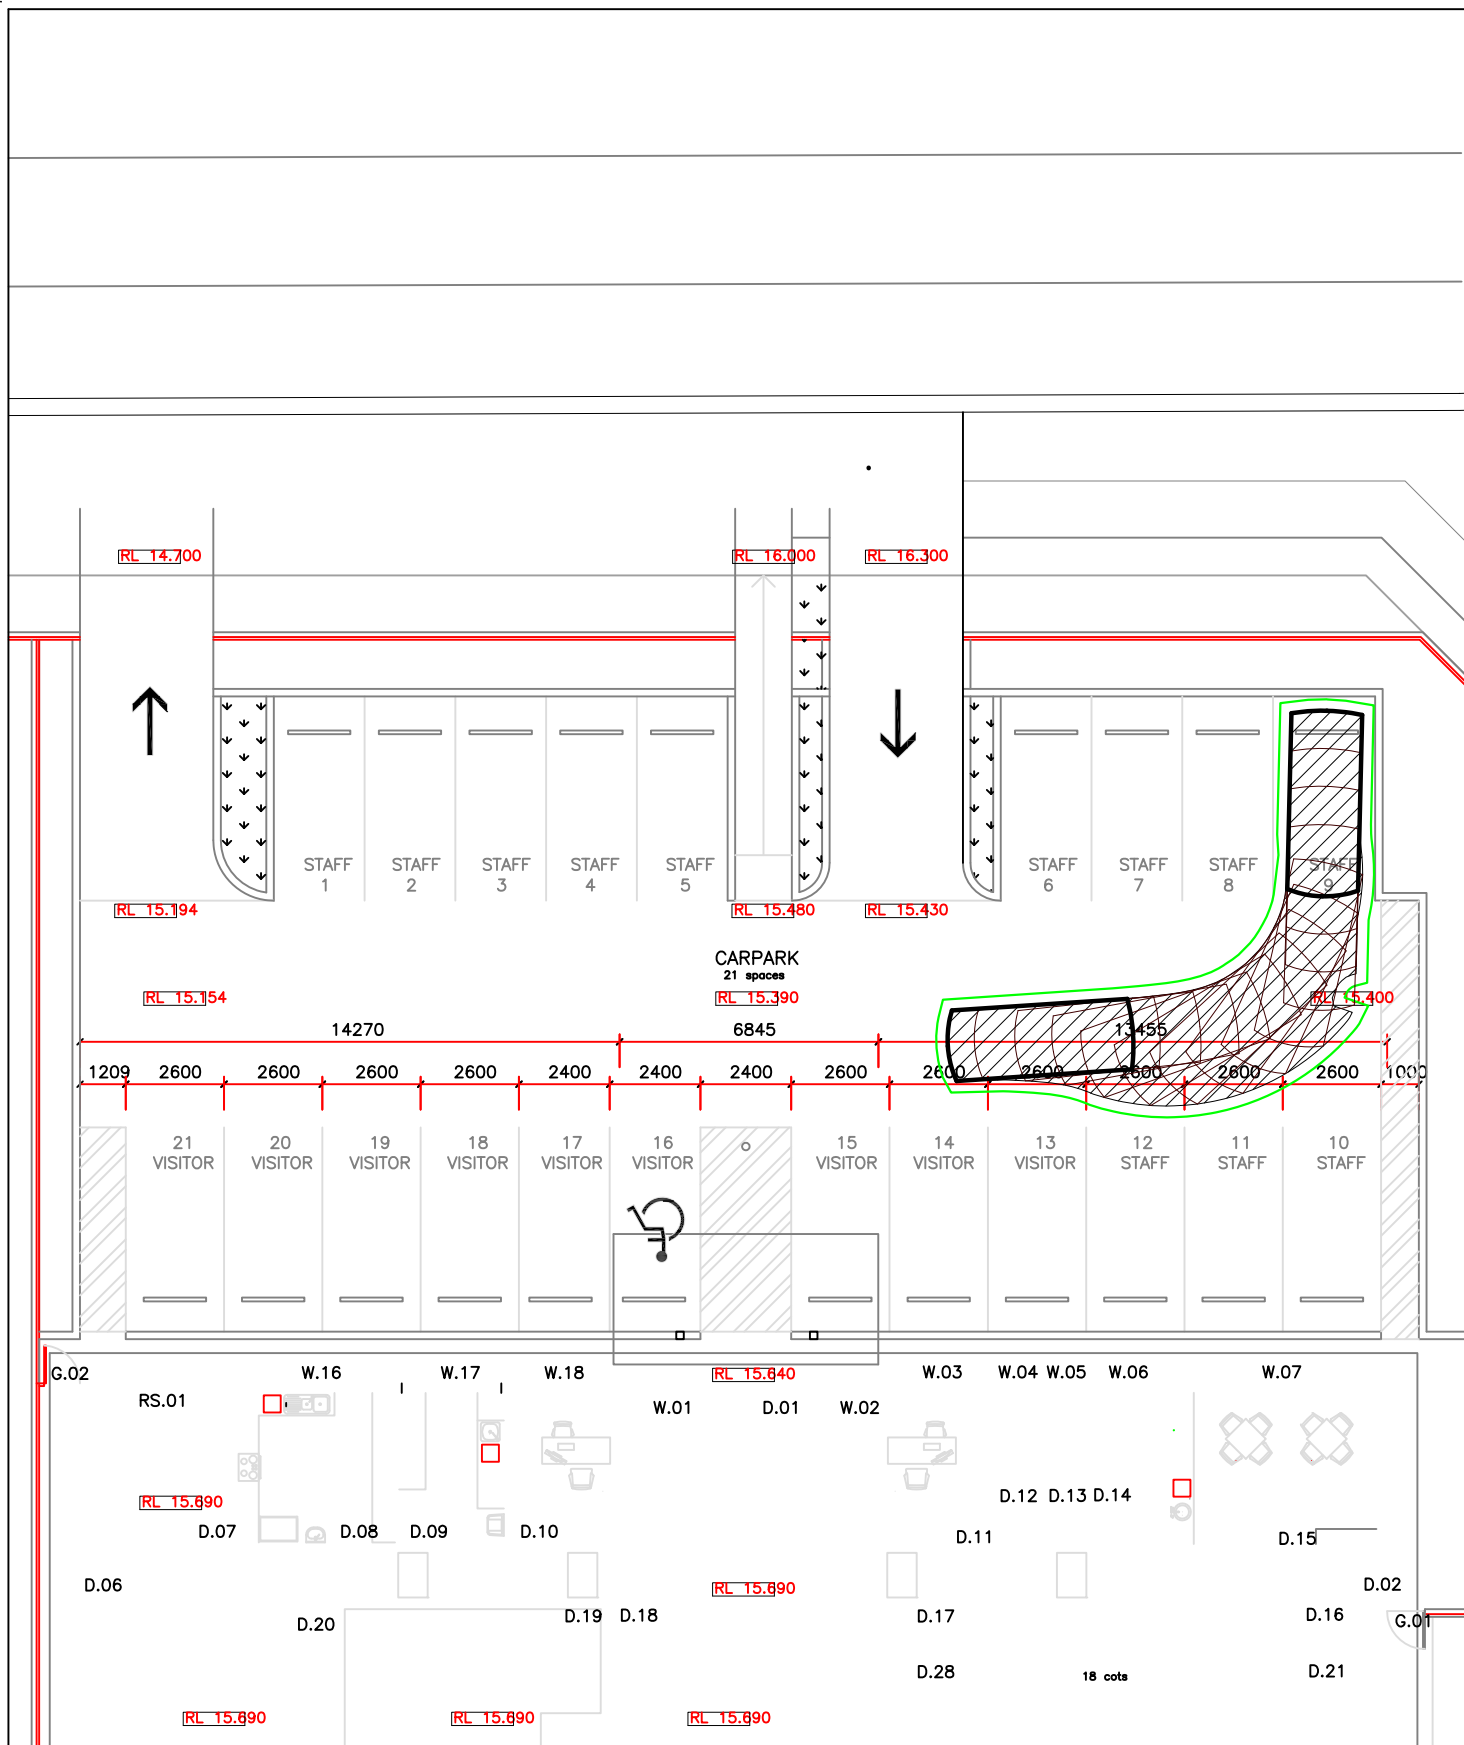 RL 14.700
RL 16.000
RL 16.300
STAFF
1
STAFF
2
STAFF
3
STAFF
4
STAFF
5
STAFF
6
STAFF
7
STAFF
8
STAFF
9
RL 15.194
RL 15.480
RL 15.430
CARPARK
21 spaces
RL 15.154
RL 15.390
RL 15.400
14270
6845
13455
1209
2600
2600
2600
2600
2400
2400
2400
2600
2600
2600
2600
2600
2600
1000
21
VISITOR
20
VISITOR
19
VISITOR
18
VISITOR
17
VISITOR
16
VISITOR
15
VISITOR
14
VISITOR
13
VISITOR
12
STAFF
11
STAFF
10
STAFF
G.02
W.16
W.17
W.18
RL 15.640
W.03
W.04
W.05
W.06
W.07
RS.01
W.01
D.01
W.02
RL 15.690
D.12
D.13
D.14
D.07
D.08
D.09
D.10
D.11
D.15
D.06
RL 15.690
D.02
D.20
D.19
D.18
D.17
D.16
G.01
D.28
18 cots
D.21
RL 15.690
RL 15.690
RL 15.690